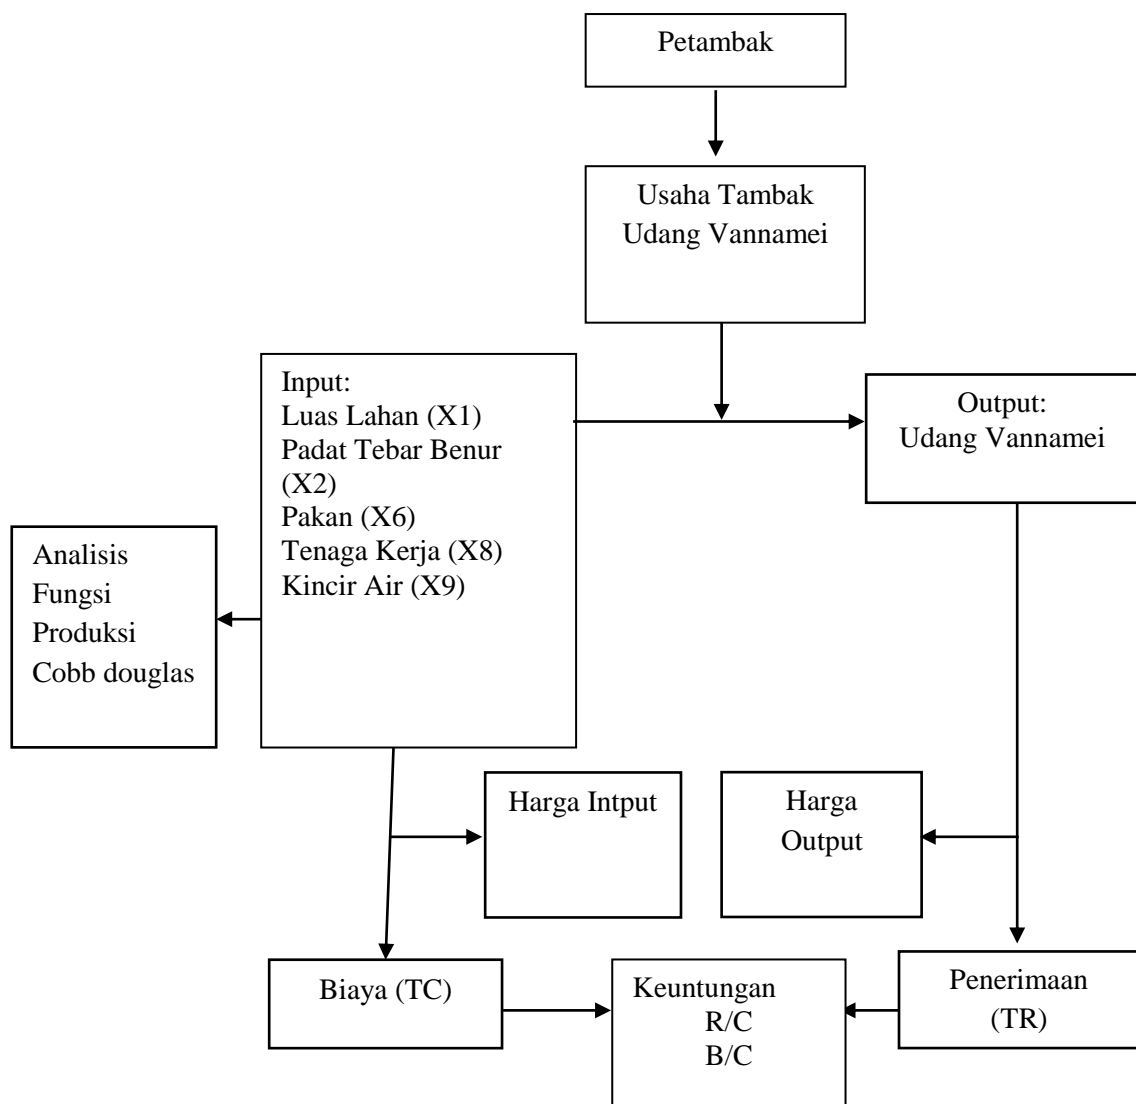 Petambak
Usaha Tambak
Udang Vannamei
Input:
Luas Lahan (X1)
Padat Tebar Benur
(X2)
Pakan (X6)
Tenaga Kerja (X8)
Kincir Air (X9)
Output:
Udang Vannamei
Analisis
Fungsi
Produksi
Cobb douglas
Harga Intput
Harga
Output
Biaya (TC)
Keuntungan
R/C
B/C
Penerimaan
(TR)